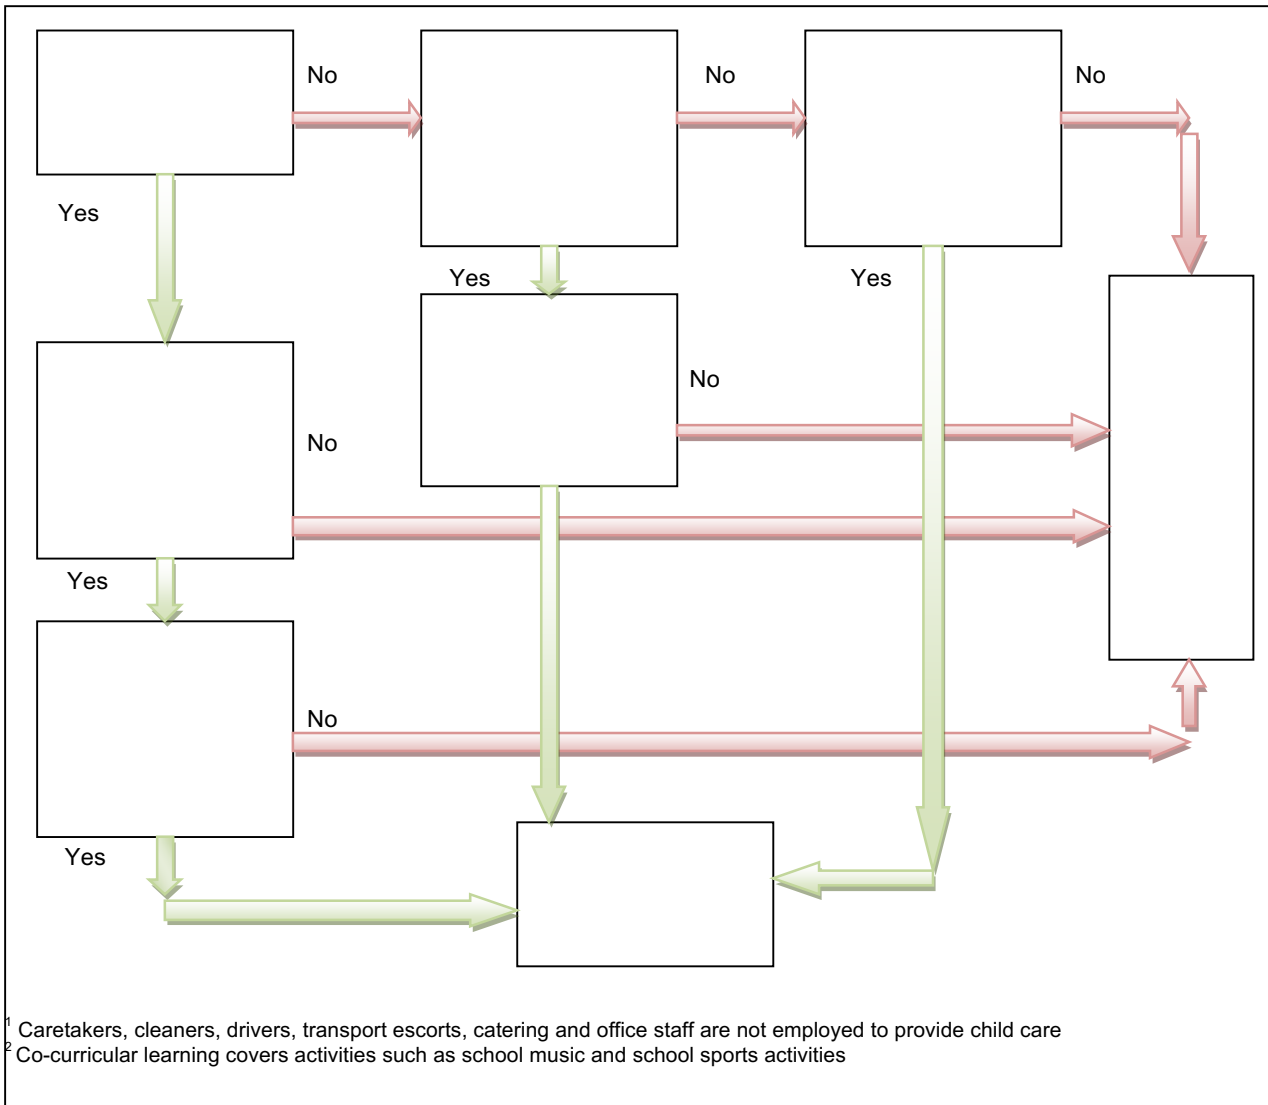 No
No
No
Yes
Yes
Yes
No
No
Yes
No
Yes
1 Caretakers, cleaners, drivers, transport escorts, catering and office staff are not employed to provide child care
2 Co-curricular learning covers activities such as school music and school sports activities